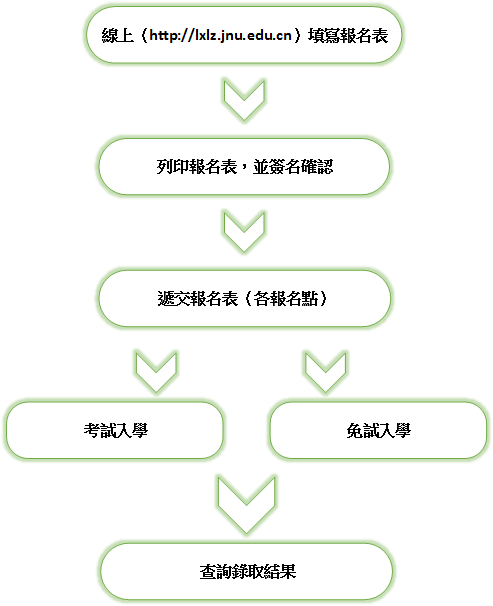 線上（http://lxlz.jnu.edu.cn）填寫報名表
列印報名表，並簽名確認
遞交報名表（各報名點）
考試入學
免試入學
查詢錄取結果